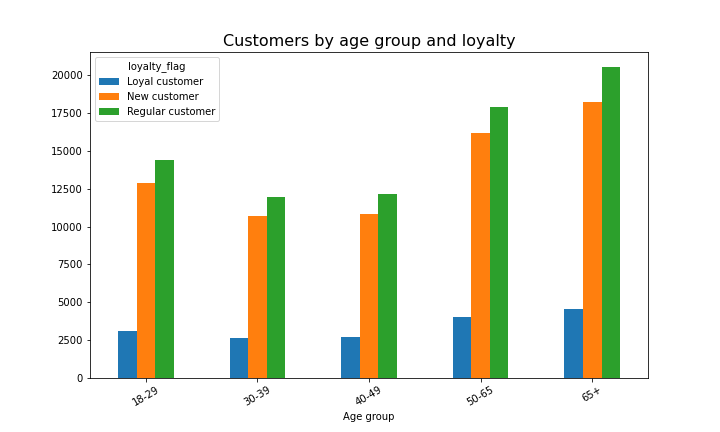 Customers by age group and loyalty
loyalty_flag
Loyal customer
New customer
Regular customer
20000
17500
15000
12500
10000
7500
5000
2500
0
18-29
30-39
40-49
50-65
65+
Age group